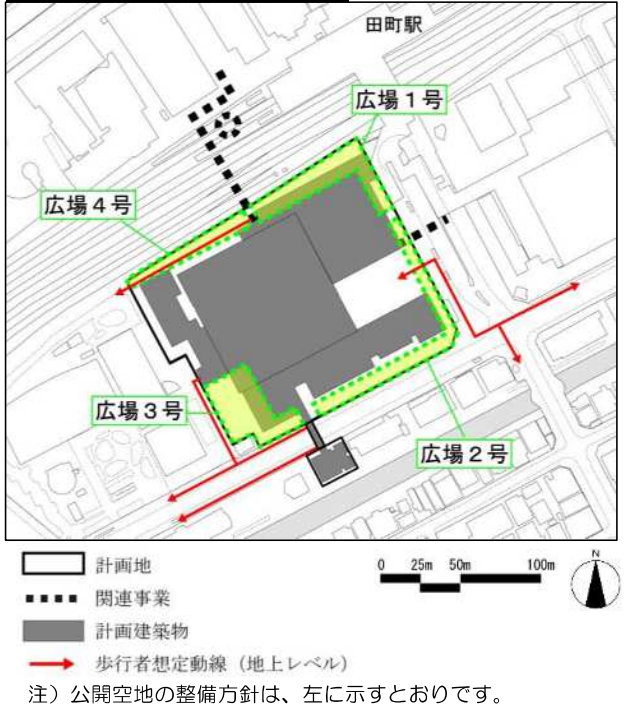 田町駅
広場１号
広場４号
広場３号
広場２号
計画地
0 25m 50m 100m
N
関連事業
計画建築物
歩行者想定動線（地上レベル）
注）公開空地の整備方針は、左に示すとおりです。